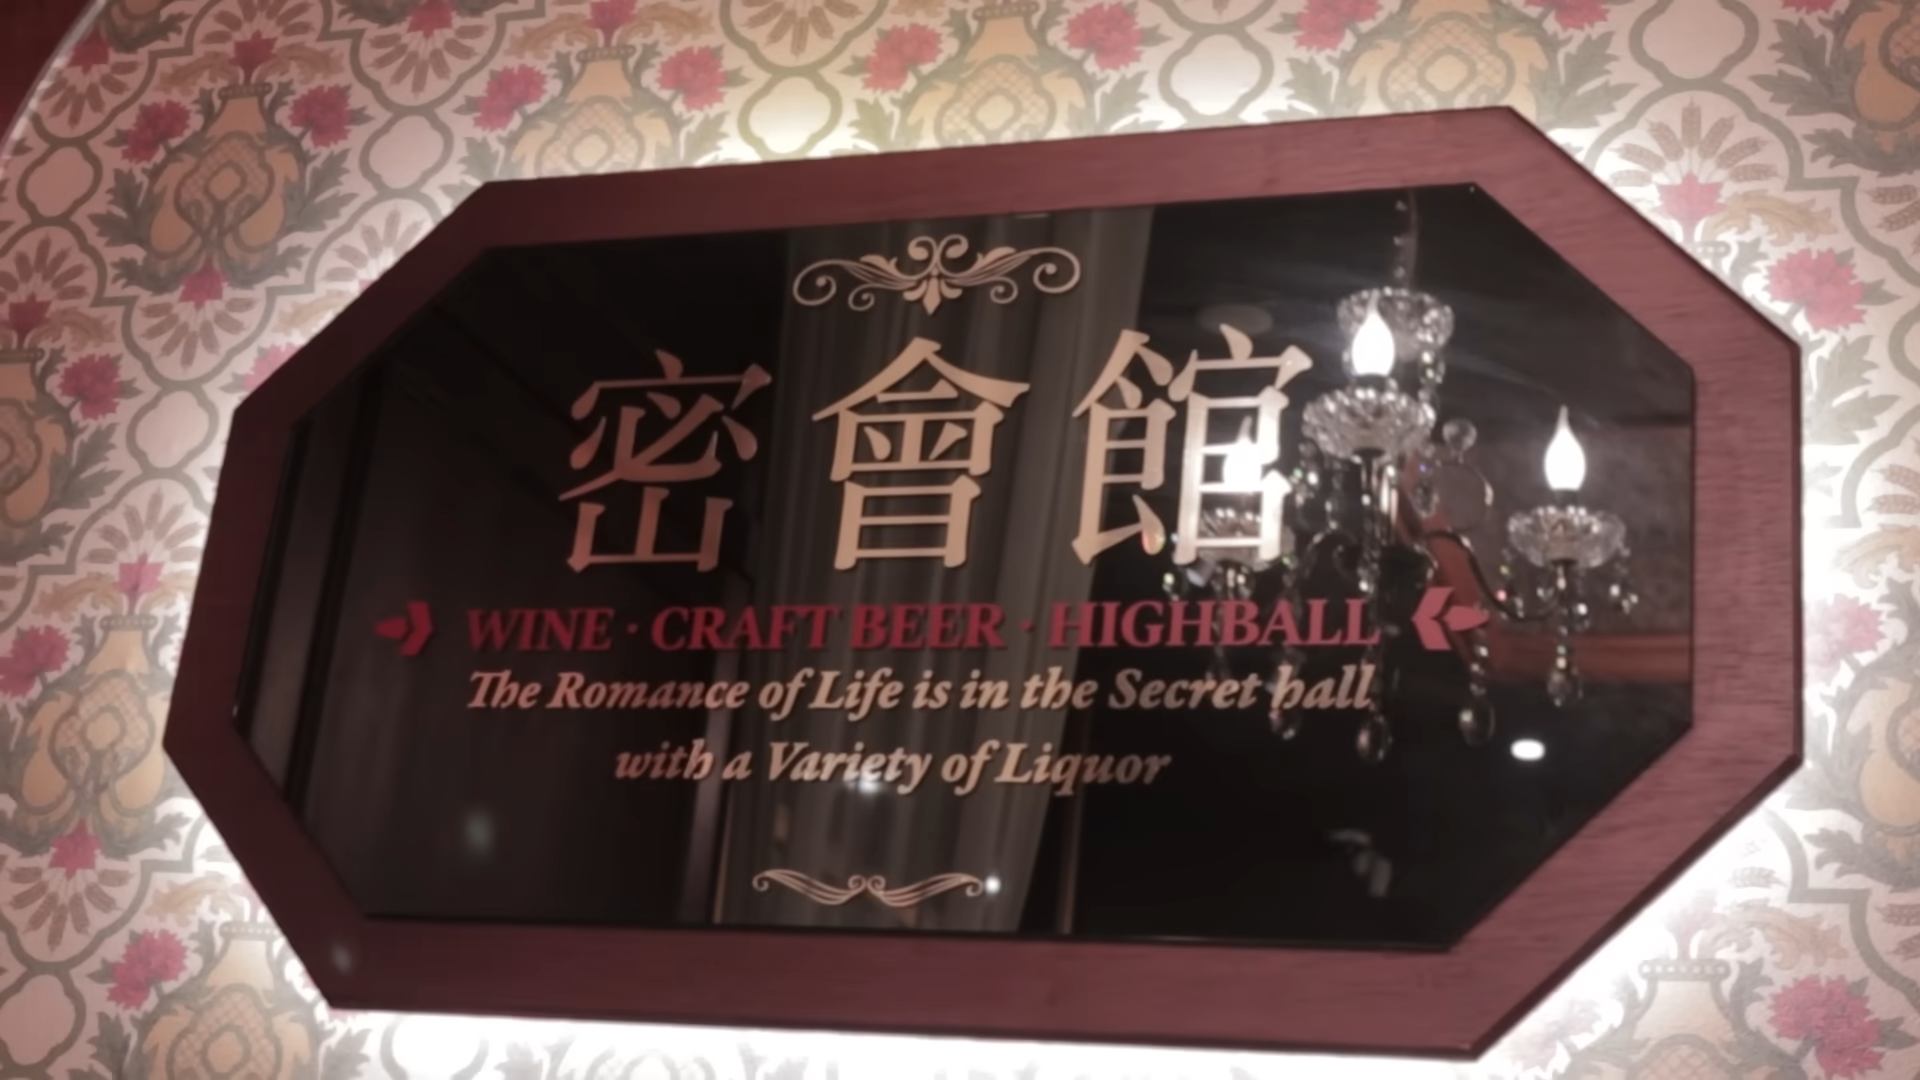 密會館
WINE · CRAFT BEER · HIGHBALL
The Romance of Life is in the Secret hall
with a Variety of Liquor